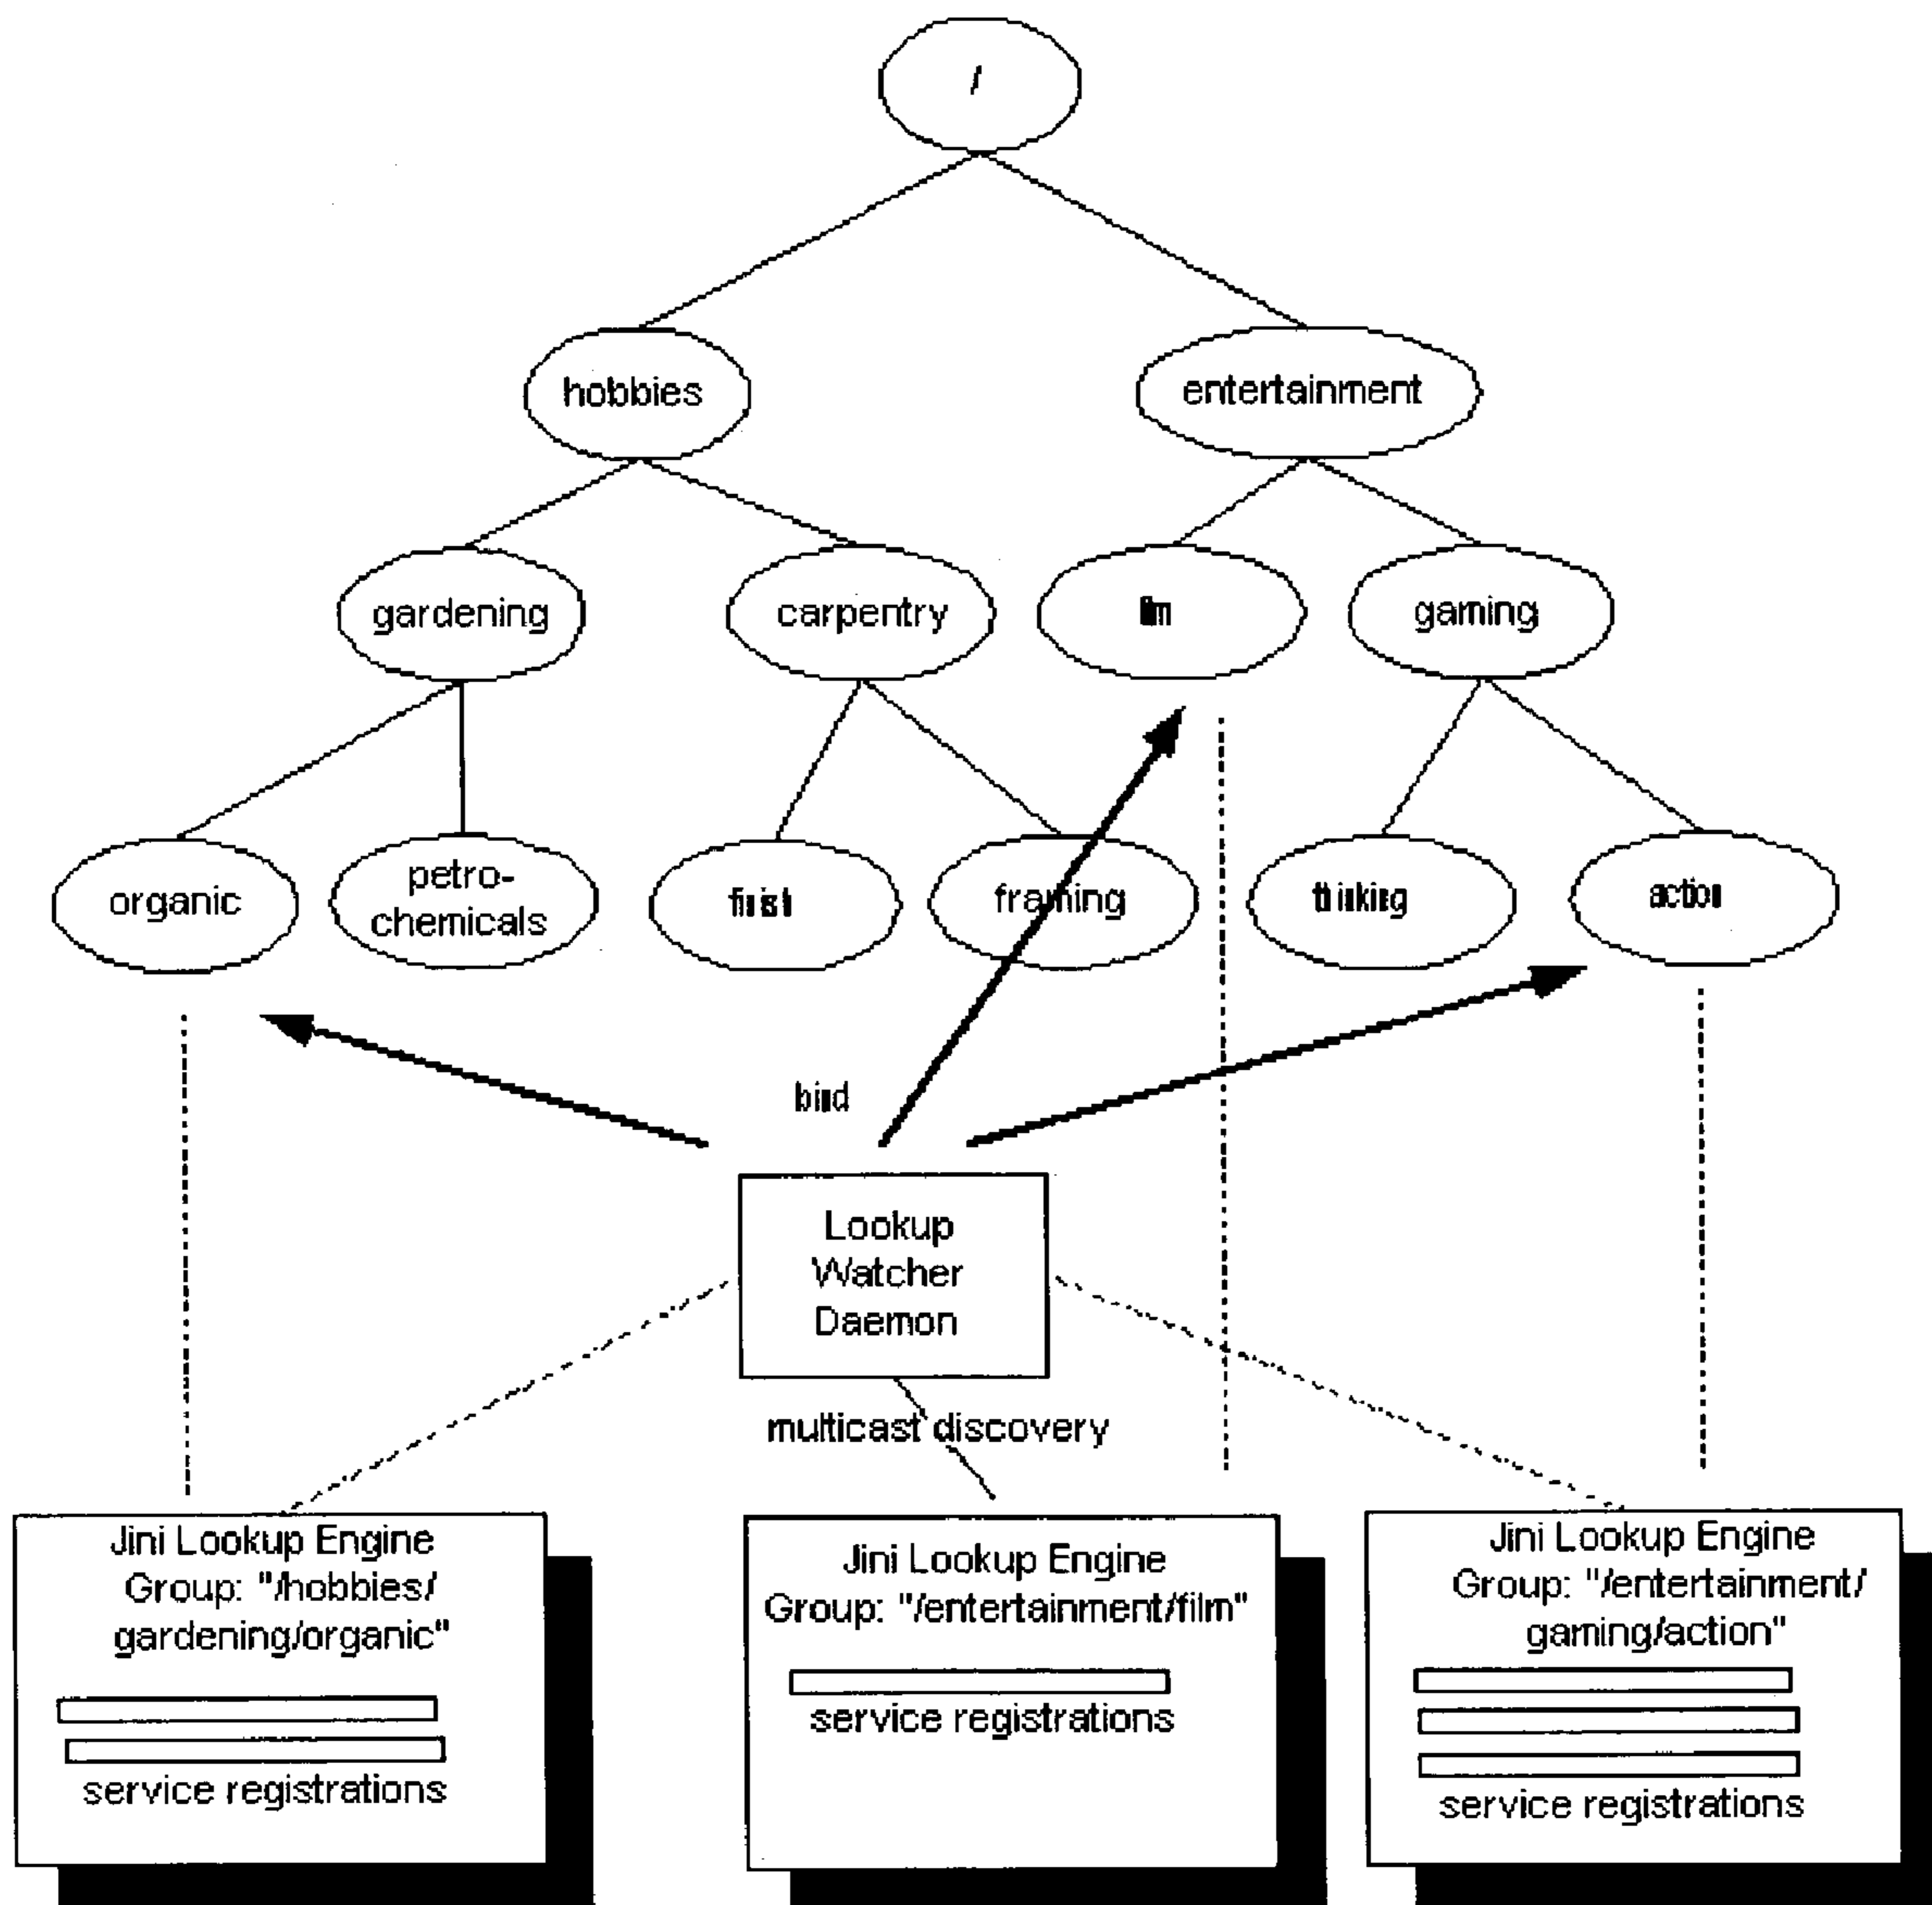 /
hobbies
entertainment
gardening
carpentry
film
gaming
organic
petro-
chemicals
finish
framing
thinking
action
bind
Lookup
Watcher
Daemon
multicast discovery
Jini Lookup Engine
Group: "/hobbies/
gardening/organic"
service registrations
Jini Lookup Engine
Group: "/entertainment/film"
service registrations
Jini Lookup Engine
Group: "/entertainment/
gaming/action"
service registrations